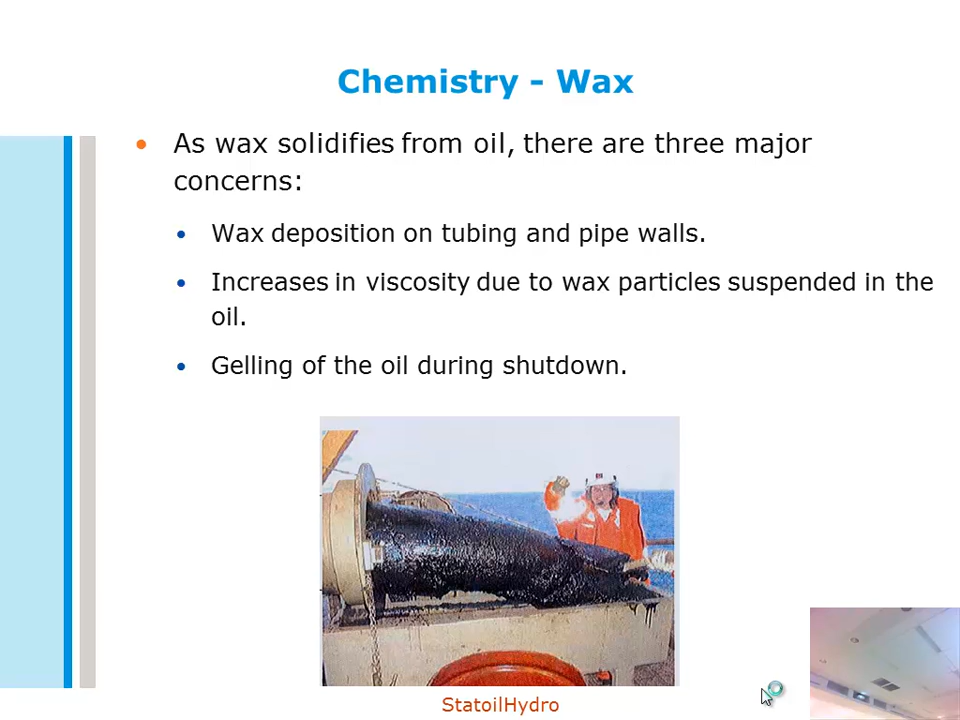 Chemistry - Wax
As wax solidifies from oil, there are three major
concerns:
Wax deposition on tubing and pipe walls.
Increases in viscosity due to wax particles suspended in the
oil.
Gelling of the oil during shutdown.
StatoilHydro